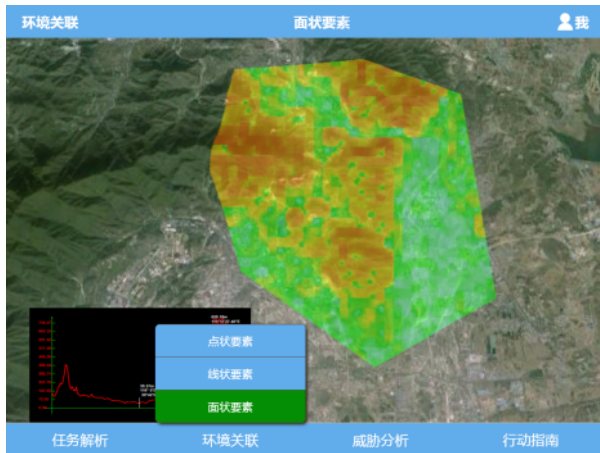 环境关联
面状要素
我
点状要素
线状要素
面状要素
任务解析
环境关联
威胁分析
行动指南